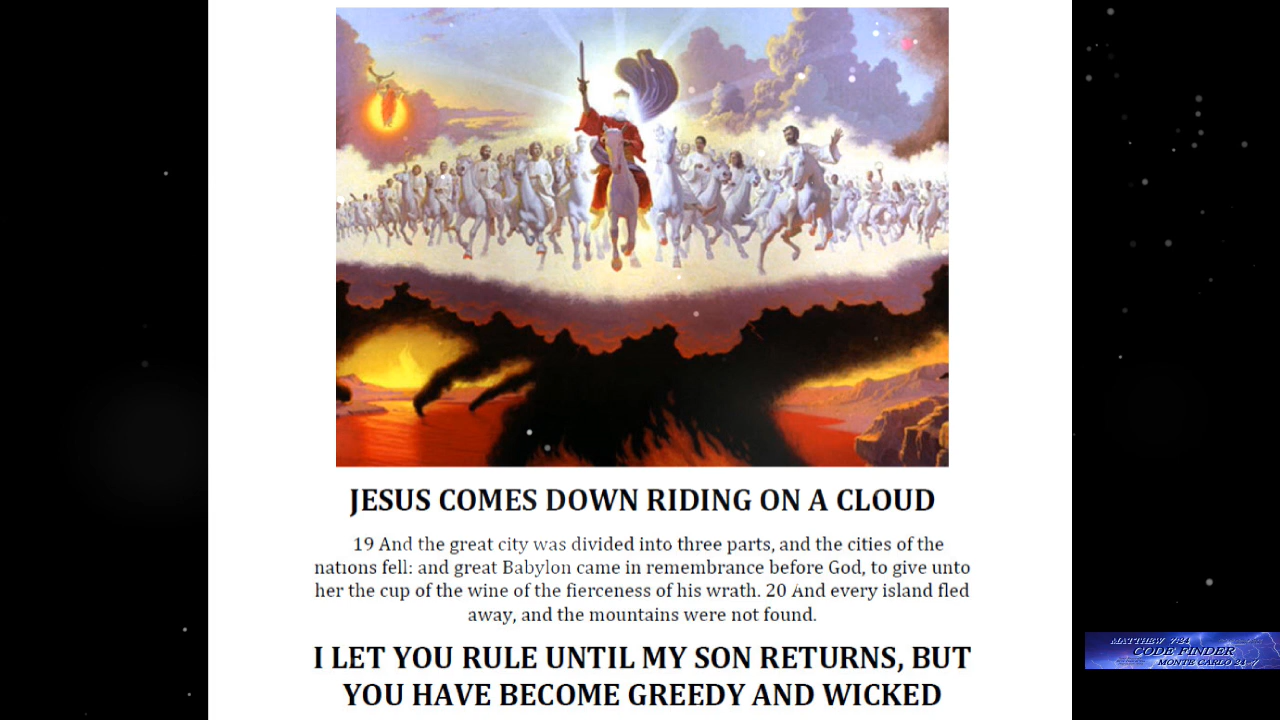 JESUS COMES DOWN RIDING ON A CLOUD
19 And the great city was divided into three parts, and the cities of the
nations fell: and great Babylon came in remembrance before God, to give unto
her the cup of the wine of the fierceness of his wrath. 20 And every island fled
away, and the mountains were not found.
I LET YOU RULE UNTIL MY SON RETURNS, BUT
YOU HAVE BECOME GREEDY AND WICKED
MATTHEW 7:24
CODE FINDER
MONTE CARLO 24-7